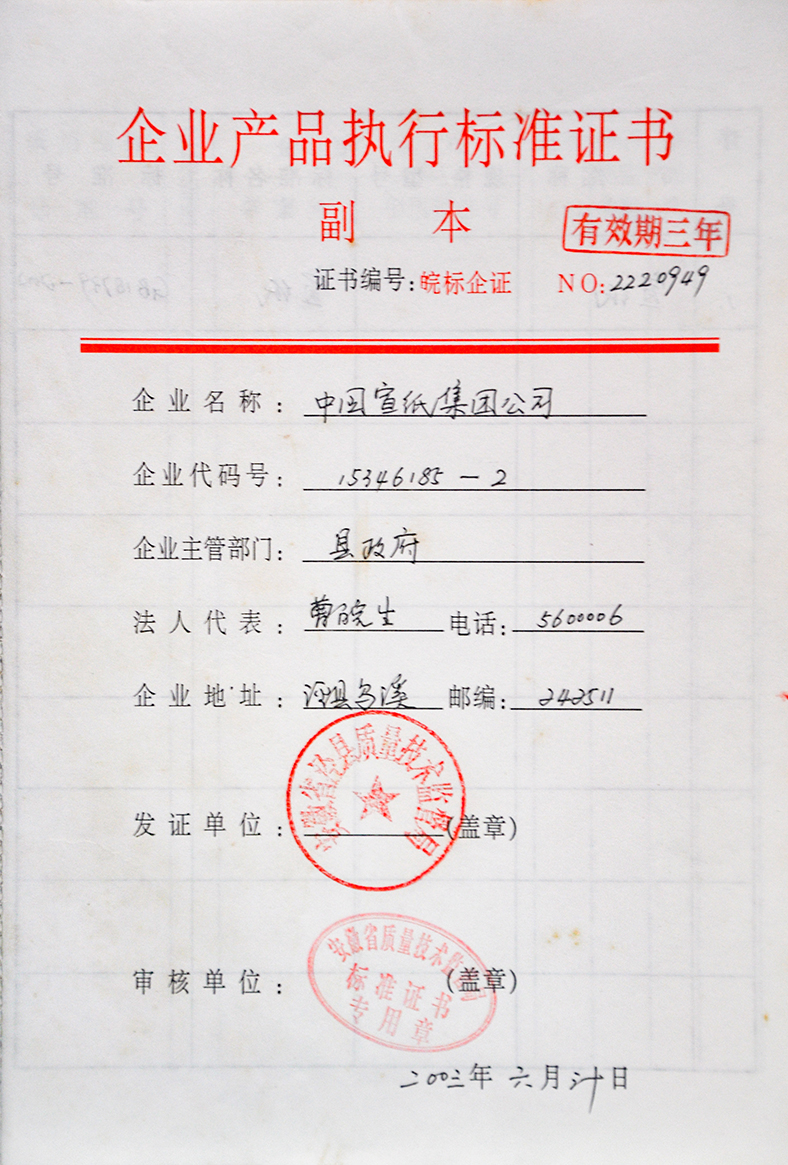 企业产品执行标准证书
副 本
有效期三年
证书编号:皖标企证 NO:2220949
企业名称: 中国宣纸集团公司
企业代码号: 15346185-2
企业主管部门: 县政府
法人代表: 曹皖生 电话: 5600006
企业地址: 泾县乌溪 邮编: 242511
安徽省泾县质量技术监督局
发证单位: (盖章)
安徽省质量技术监督局
审核单位: (盖章)
标准证书
专用章
二00三年 六月 日